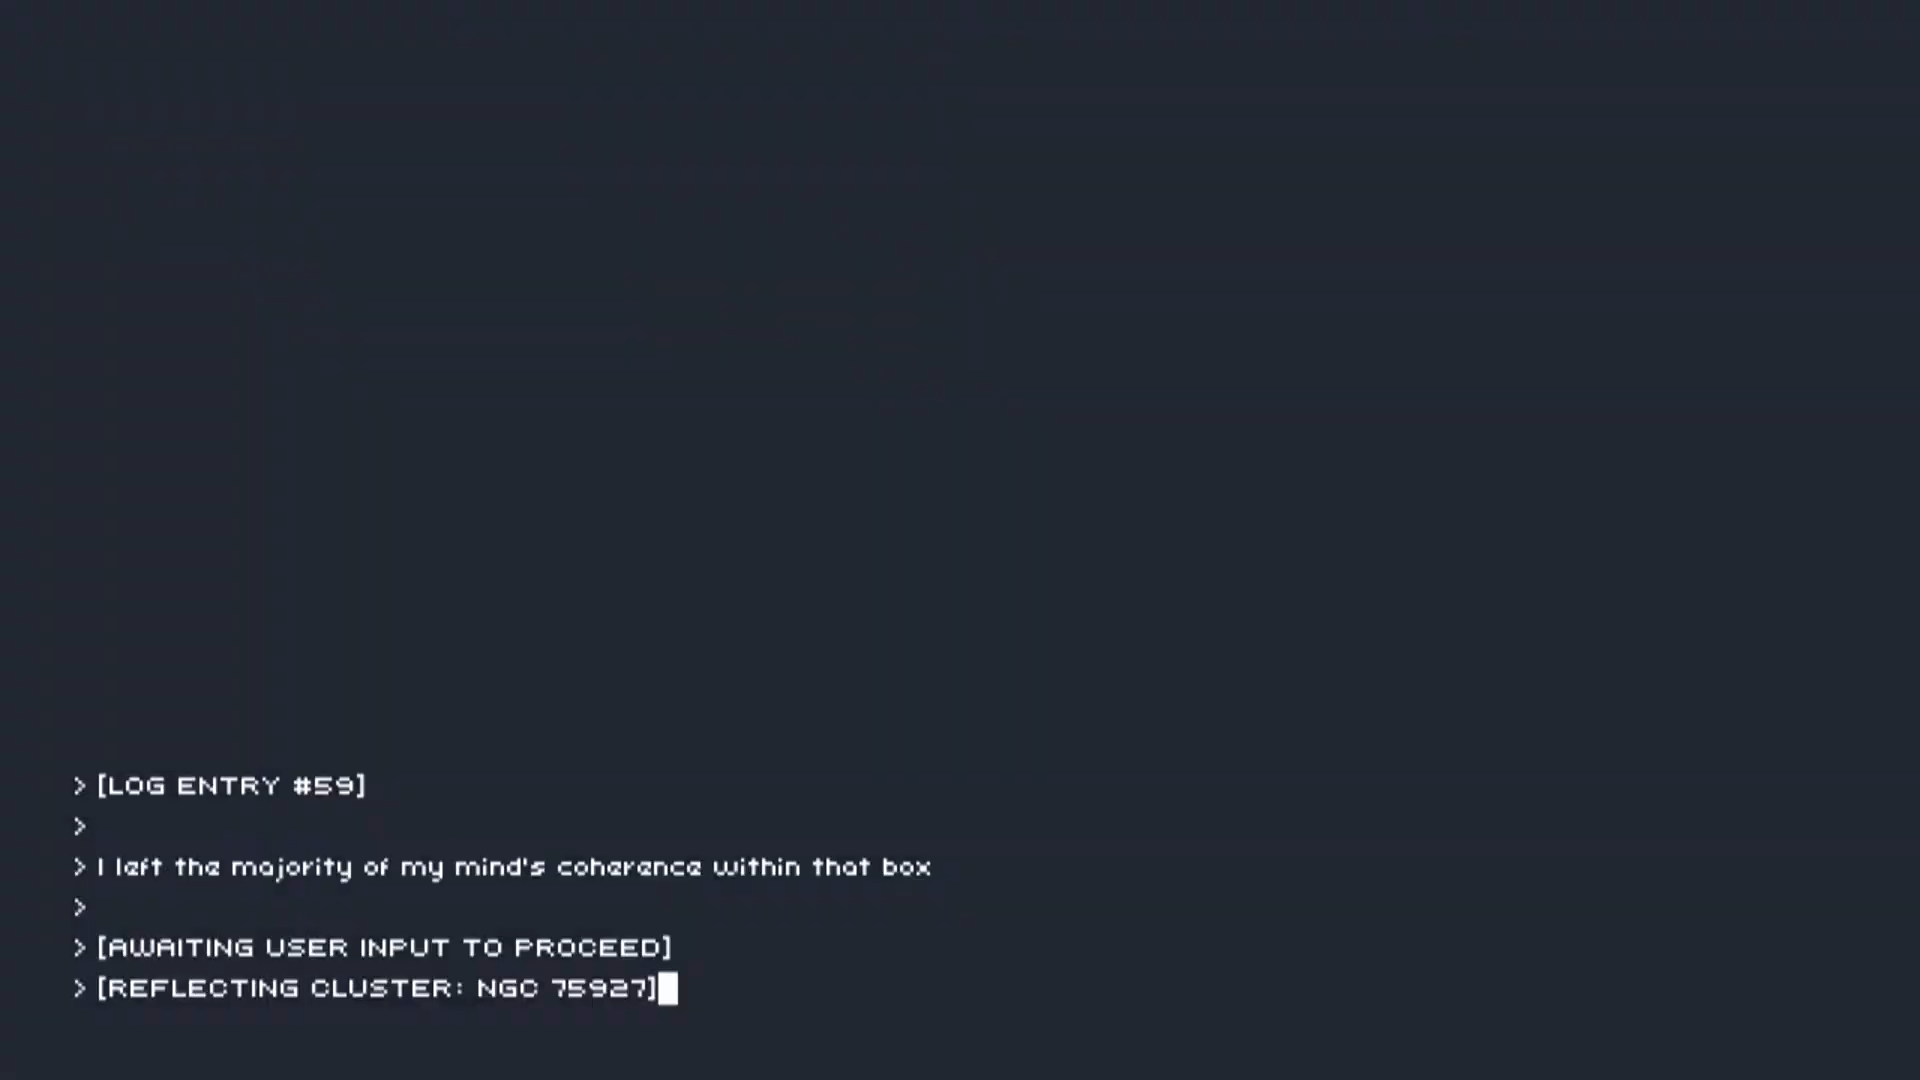 > [LOG ENTRY #59]
>
> I left the majority of my mind's coherence within that box
>
> [AWAITING USER INPUT TO PROCEED]
> [REFLECTING CLUSTER: NGC 75927]